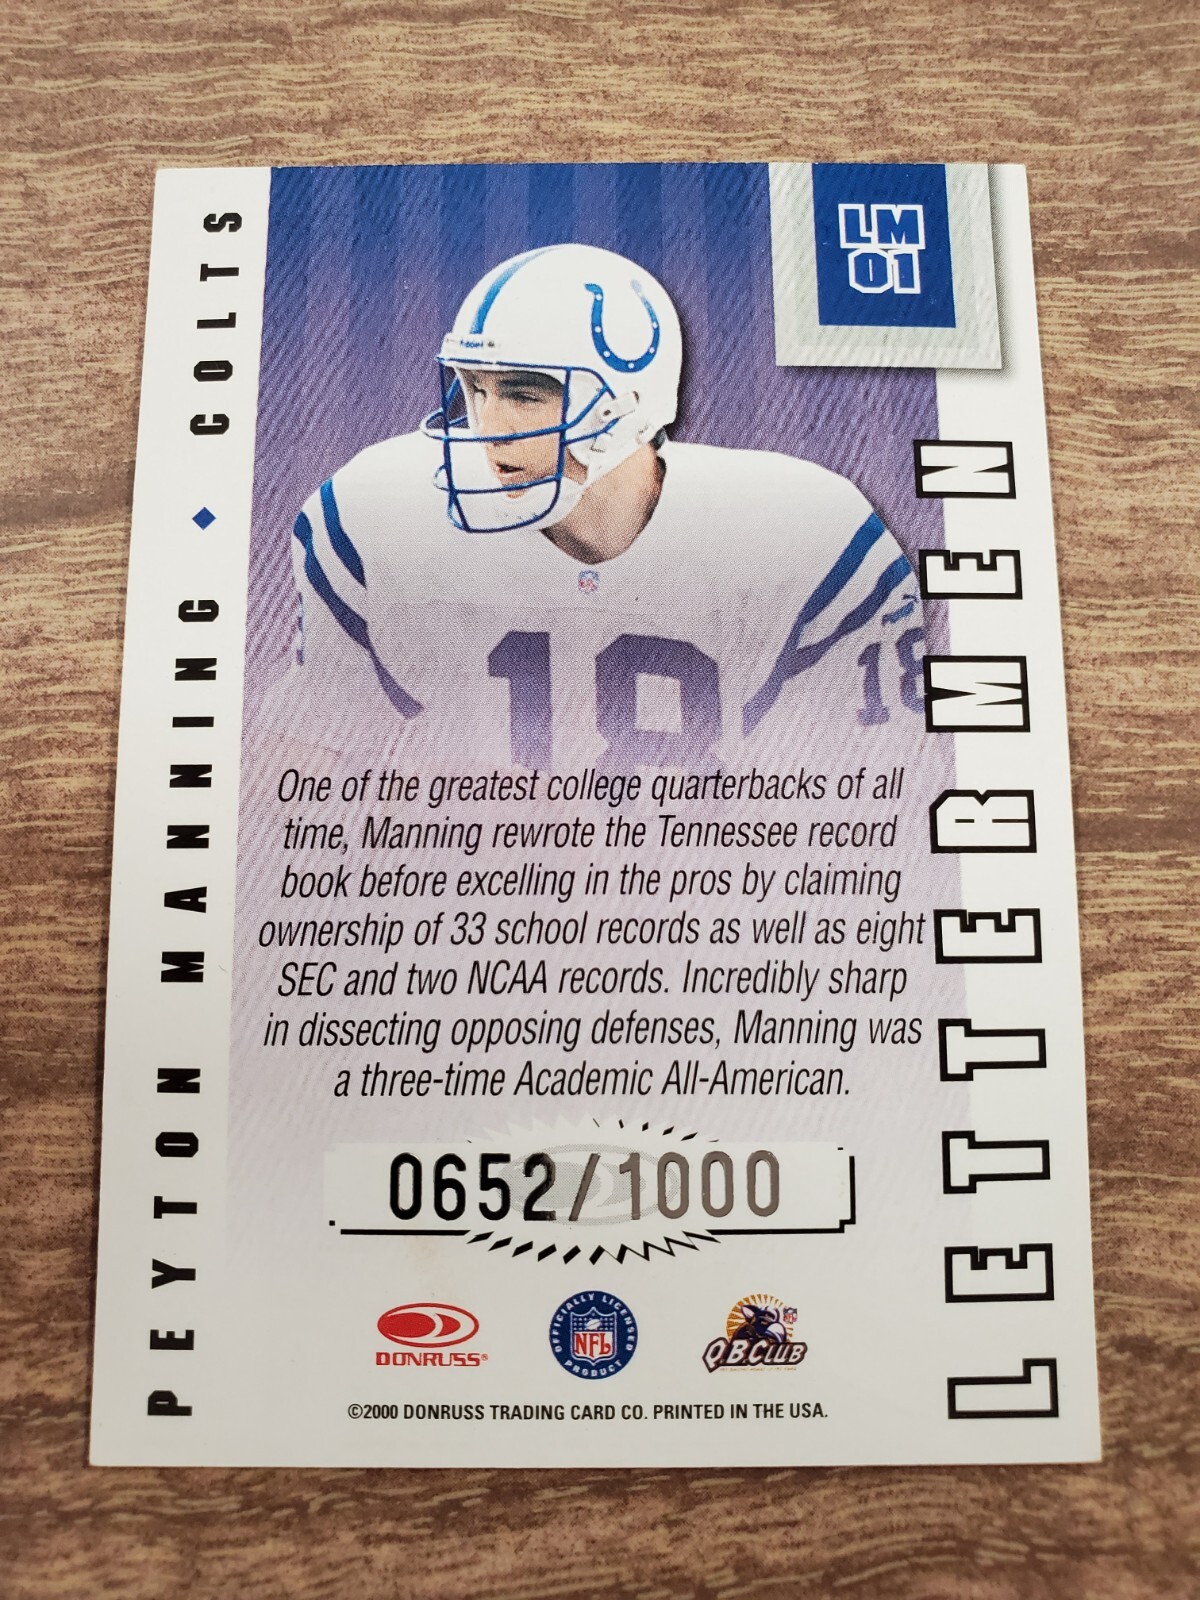 PEYTON MANNING ◆ COLTS
LM
01
18
18
LETTERMEN
One of the greatest college quarterbacks of all
time, Manning rewrote the Tennessee record
book before excelling in the pros by claiming
ownership of 33 school records as well as eight
SEC and two NCAA records. Incredibly sharp
in dissecting opposing defenses, Manning was
a three-time Academic All-American.
0652/1000
DONRUSS®
OFFICIALLY LICENSED
NFL
PRODUCT
NFL
Q.B.CLUB
©2000 DONRUSS TRADING CARD CO. PRINTED IN THE USA.